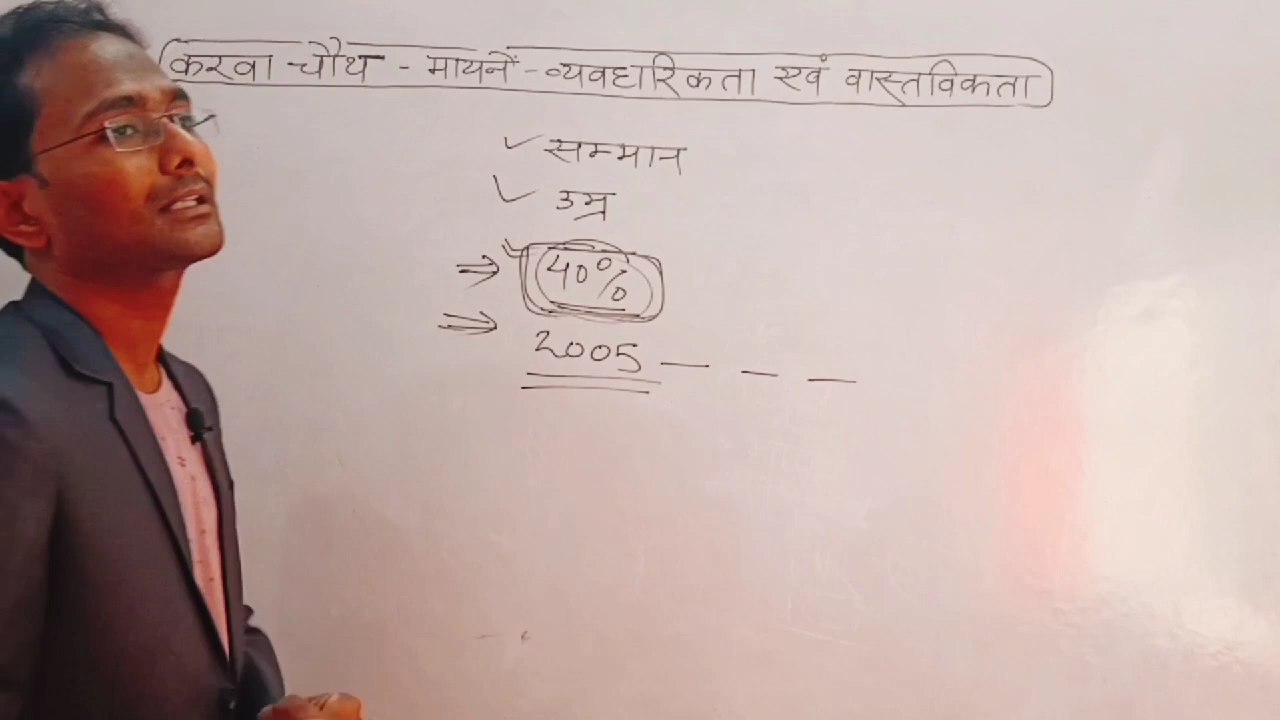 करवा चौथ - मायनें - व्यवहारिकता एवं वास्तविकता
✓ सम्मान
✓ उम्र
⇒ 40%
⇒ 2005 — — —